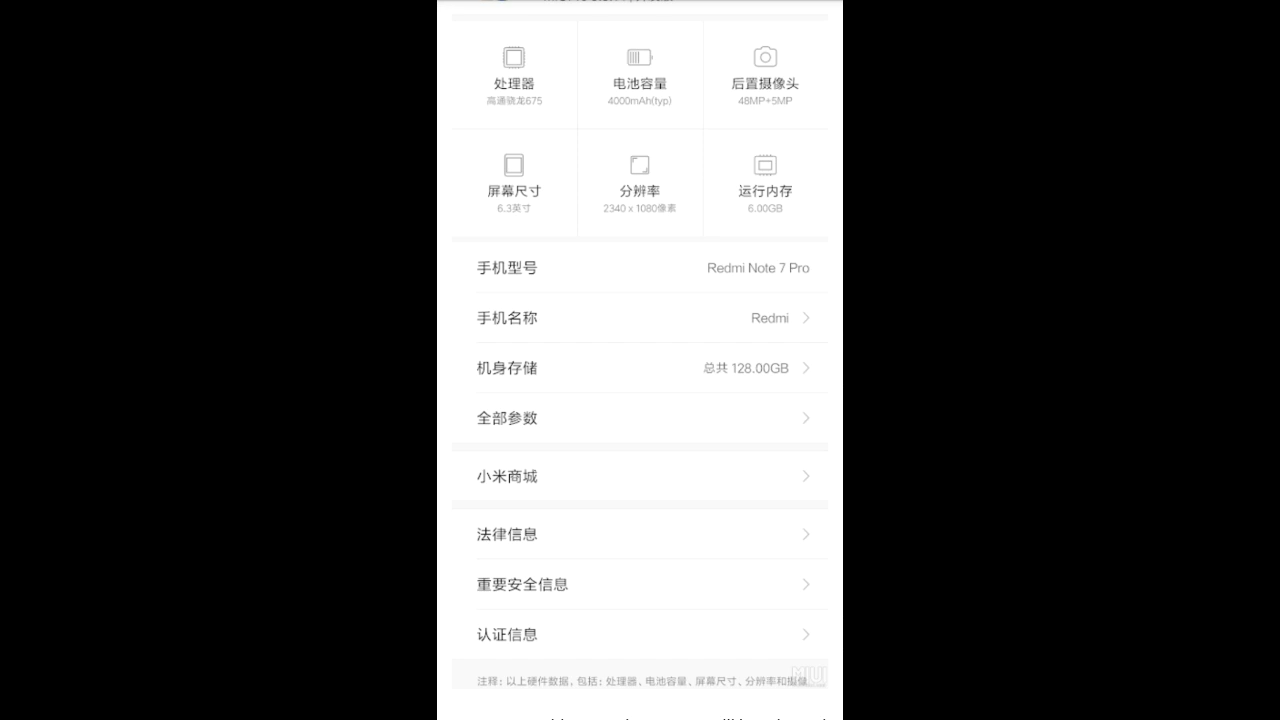 处理器 电池容量 后置摄像头
高通骁龙675 4000mAh(typ) 48MP+5MP
屏幕尺寸 分辨率 运行内存
6.3英寸 2340 x 1080像素 6.00GB
手机型号 Redmi Note 7 Pro
手机名称 Redmi
机身存储 总共 128.00GB
全部参数
小米商城
法律信息
重要安全信息
认证信息
注释：以上硬件数据，包括：处理器、电池容量、屏幕尺寸、分辨率和摄像
MIUI